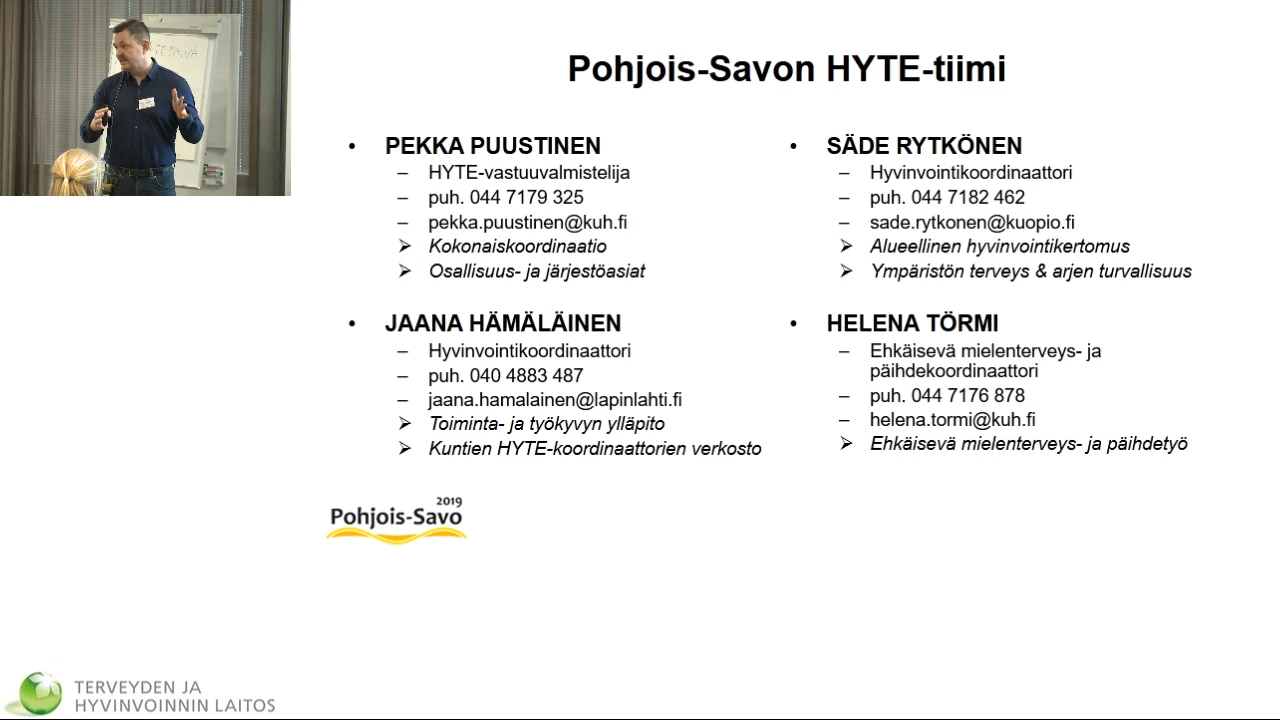 Pohjois-Savon HYTE-tiimi
• PEKKA PUUSTINEN
– HYTE-vastuuvalmistelija
– puh. 044 7179 325
– pekka.puustinen@kuh.fi
➢ Kokonaiskoordinaatio
➢ Osallisuus- ja järjestöasiat
• JAANA HÄMÄLÄINEN
– Hyvinvointikoordinaattori
– puh. 040 4883 487
– jaana.hamalainen@lapinlahti.fi
➢ Toiminta- ja työkyvyn ylläpito
➢ Kuntien HYTE-koordinaattorien verkosto
• SÄDE RYTKÖNEN
– Hyvinvointikoordinaattori
– puh. 044 7182 462
– sade.rytkonen@kuopio.fi
➢ Alueellinen hyvinvointikertomus
➢ Ympäristön terveys & arjen turvallisuus
• HELENA TÖRMI
– Ehkäisevä mielenterveys- ja
päihdekoordinaattori
– puh. 044 7176 878
– helena.tormi@kuh.fi
➢ Ehkäisevä mielenterveys- ja päihdetyö
2019
Pohjois-Savo
TERVEYDEN JA
HYVINVOINNIN LAITOS